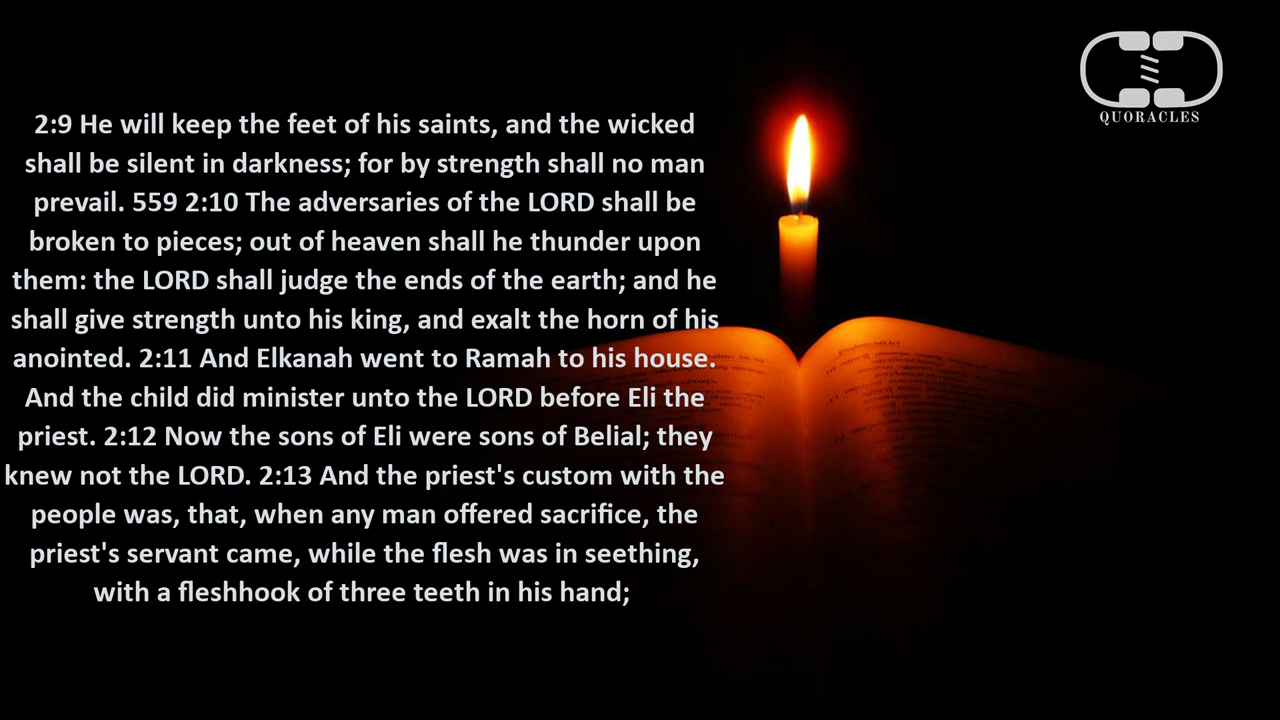 2:9 He will keep the feet of his saints, and the wicked
shall be silent in darkness; for by strength shall no man
prevail. 559 2:10 The adversaries of the LORD shall be
broken to pieces; out of heaven shall he thunder upon
them: the LORD shall judge the ends of the earth; and he
shall give strength unto his king, and exalt the horn of his
anointed. 2:11 And Elkanah went to Ramah to his house.
And the child did minister unto the LORD before Eli the
priest. 2:12 Now the sons of Eli were sons of Belial; they
knew not the LORD. 2:13 And the priest's custom with the
people was, that, when any man offered sacrifice, the
priest's servant came, while the flesh was in seething,
with a fleshhook of three teeth in his hand;
QUORACLES